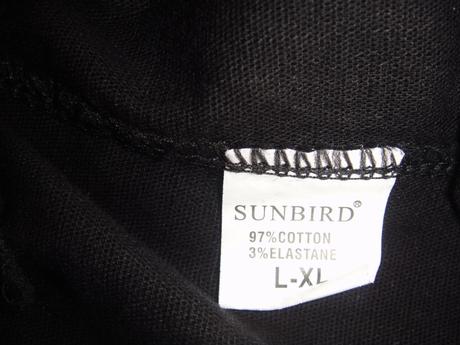 SUNBIRD®
97%COTTON
3%ELASTANE
L-XL